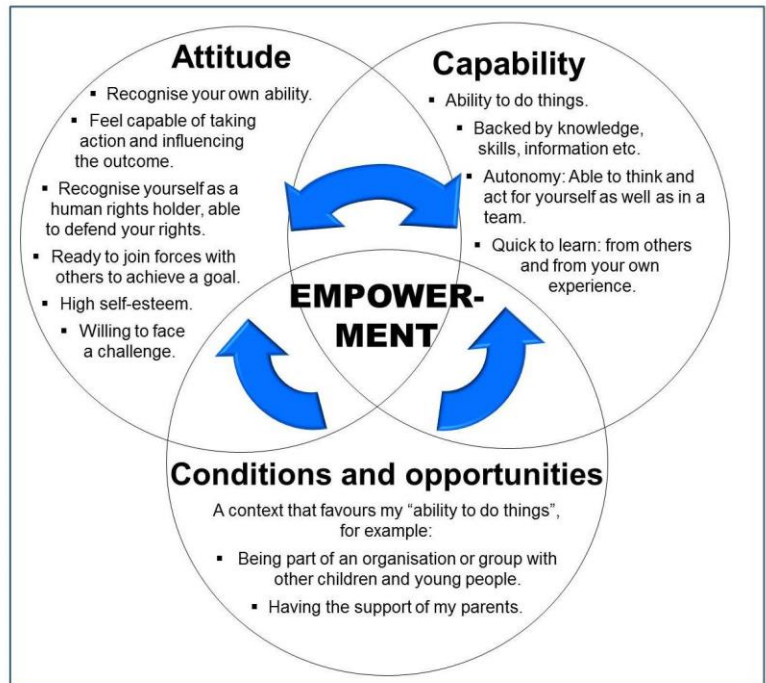 Attitude
▪ Recognise your own ability.
▪ Feel capable of taking
action and influencing
the outcome.
▪ Recognise yourself as a
human rights holder, able
to defend your rights.
▪ Ready to join forces with
others to achieve a goal.
▪ High self-esteem.
▪ Willing to face
a challenge.
Capability
▪ Ability to do things.
▪ Backed by knowledge,
skills, information etc.
▪ Autonomy: Able to think and
act for yourself as well as in a
team.
▪ Quick to learn: from others
and from your own
experience.
EMPOWER-
MENT
Conditions and opportunities
A context that favours my “ability to do things”,
for example:
▪ Being part of an organisation or group with
other children and young people.
▪ Having the support of my parents.